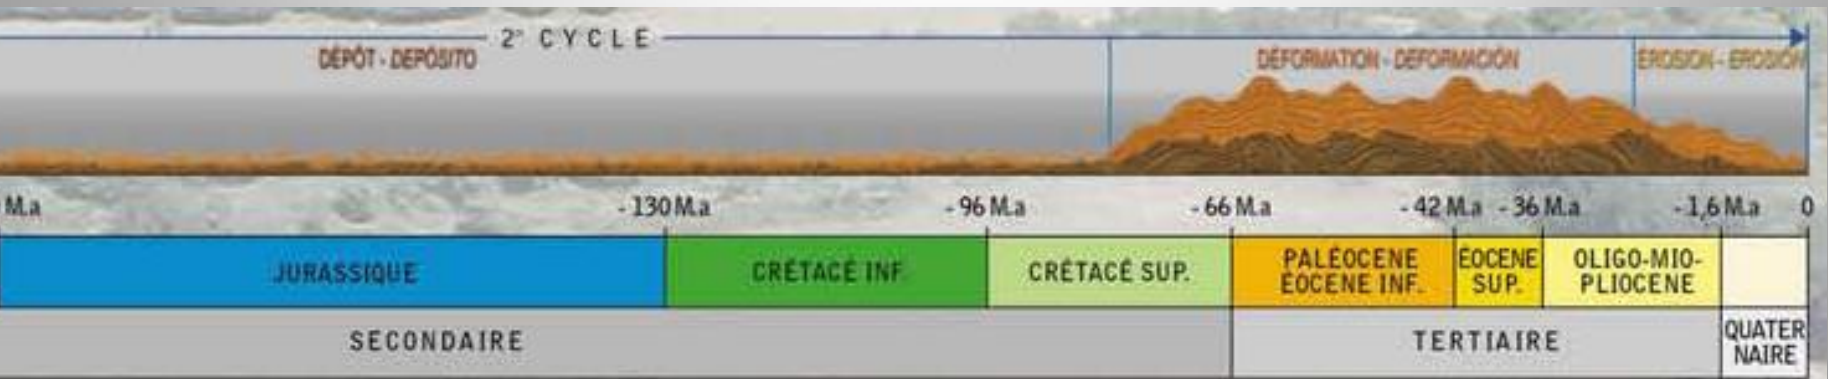 2° CYCLE
DÉPÔT - DEPÓSITO
DÉFORMATION - DEFORMACIÓN
EROSION - EROSIÓN
M.a
- 130 M.a
- 96 M.a
- 66 M.a
- 42 M.a
- 36 M.a
- 1,6 M.a
0
JURASSIQUE
CRÉTACÉ INF.
CRÉTACÉ SUP.
PALÉOCENE
ÉOCENE INF.
ÉOCENE
SUP.
OLIGO-MIO-
PLIOCENE
SECONDAIRE
TERTIAIRE
QUATER
NAIRE